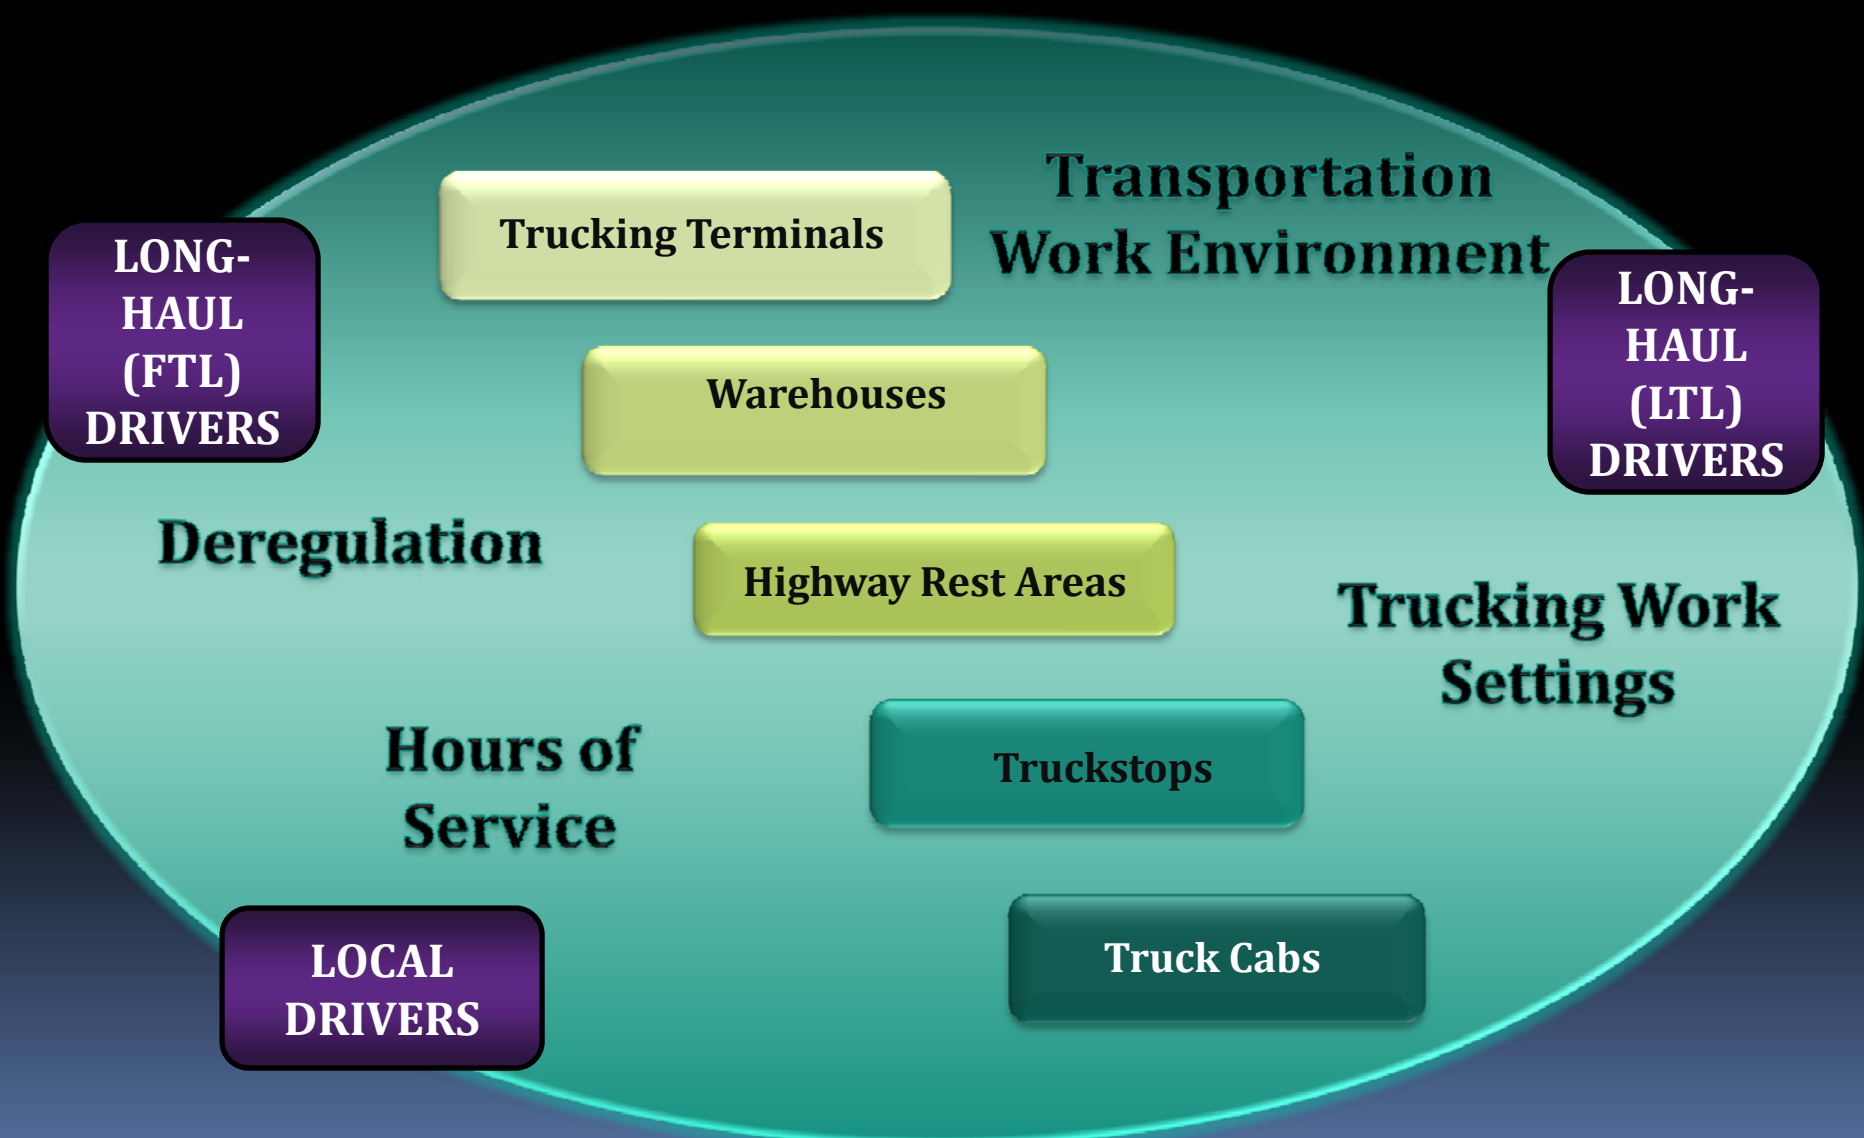 Transportation
Work Environment
Trucking Terminals
LONG-
HAUL
(FTL)
DRIVERS
LONG-
HAUL
(LTL)
DRIVERS
Warehouses
Deregulation
Highway Rest Areas
Trucking Work
Settings
Hours of
Service
Truckstops
LOCAL
DRIVERS
Truck Cabs